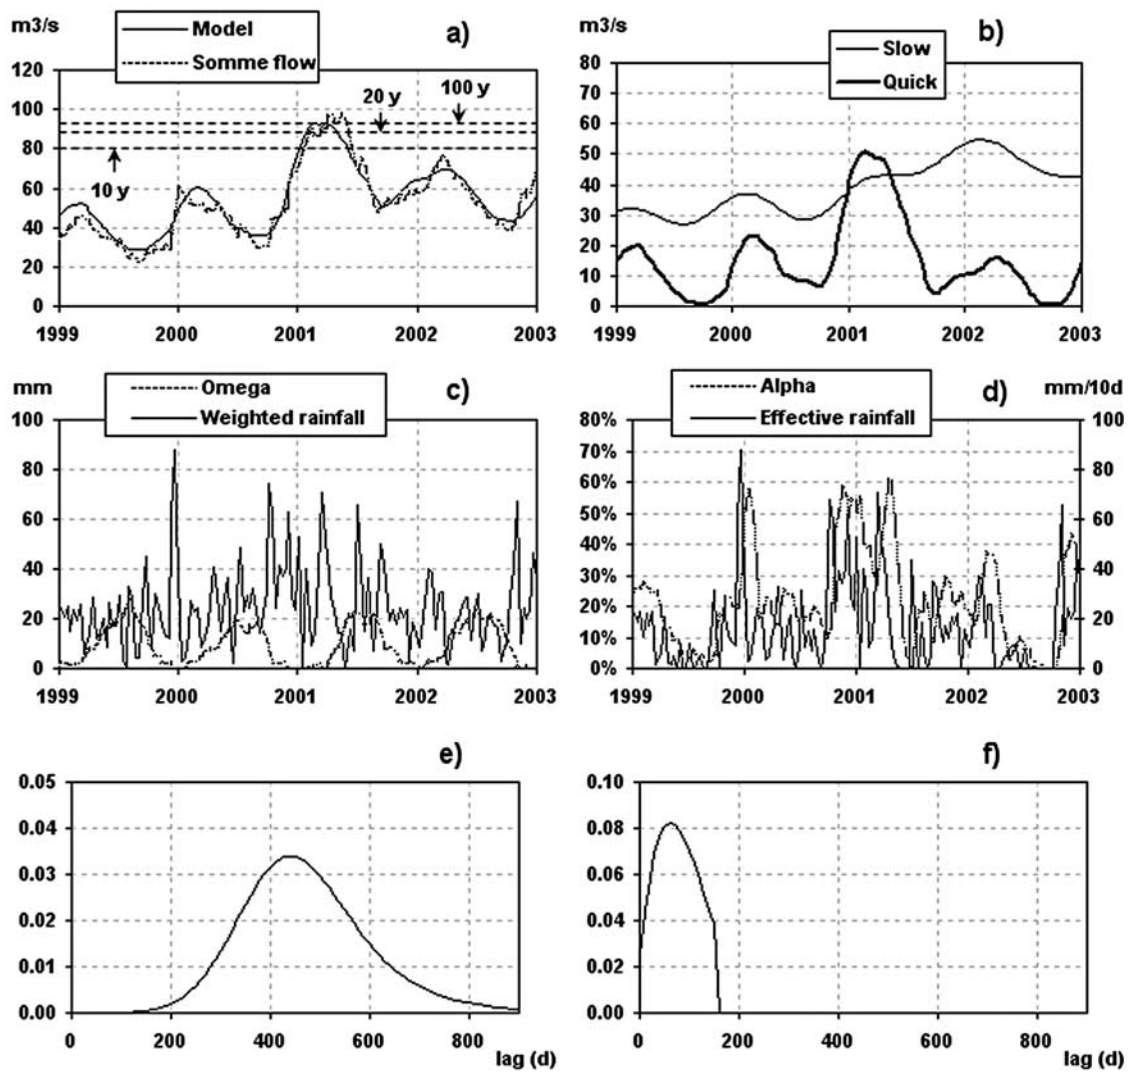 m3/s
Model
Somme flow
a)
120
100
80
60
40
20
0
20 y
100 y
10 y
1999 2000 2001 2002 2003
m3/s
Slow
Quick
b)
80
70
60
50
40
30
20
10
0
1999 2000 2001 2002 2003
mm
Omega
Weighted rainfall
c)
100
80
60
40
20
0
1999 2000 2001 2002 2003
Alpha
Effective rainfall
d)
mm/10d
80%
70%
60%
50%
40%
30%
20%
10%
0%
100
80
60
40
20
0
1999 2000 2001 2002 2003
e)
0.05
0.04
0.03
0.02
0.01
0.00
0 200 400 600 800
lag (d)
f)
0.10
0.08
0.06
0.04
0.02
0.00
0 200 400 600 800
lag (d)